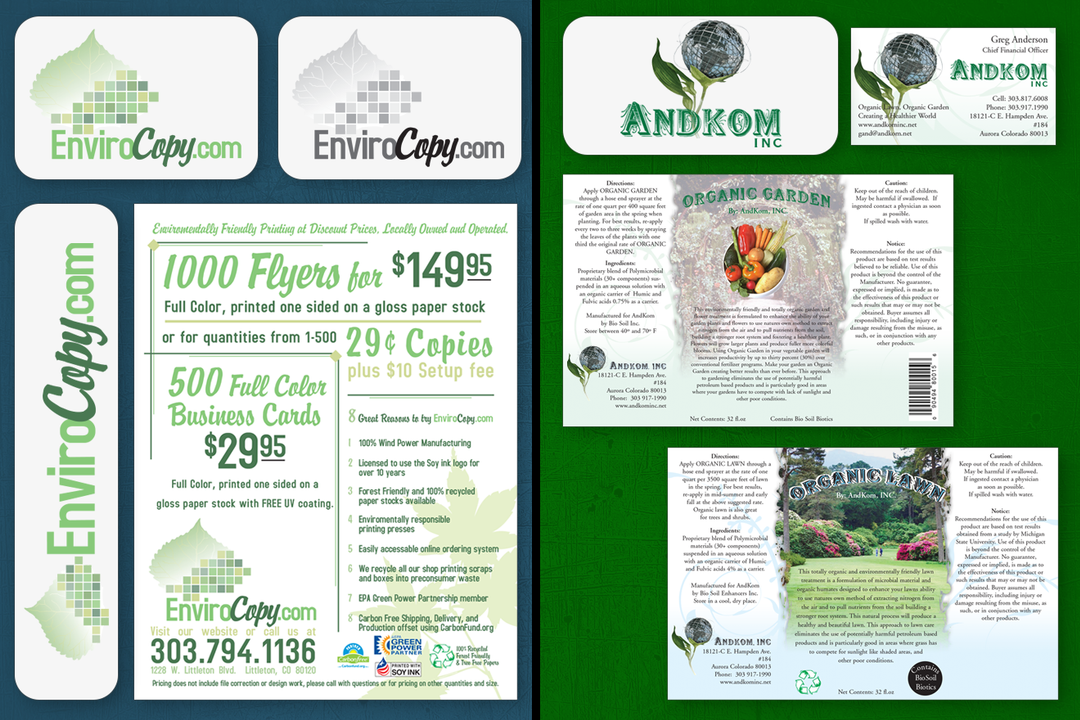 EnviroCopy.com
EnviroCopy.com
EnviroCopy.com
Environmentally Friendly Printing at Discount Prices, Locally Owned and Operated.
1000 Flyers for $149.95
Full Color, printed one sided on a gloss paper stock
or for quantities from 1-500
29¢ Copies
plus $10 Setup fee
500 Full Color
Business Cards
$29.95
Full Color, printed one sided on a
gloss paper stock with FREE UV coating.
8 Great Reasons to try EnviroCopy.com
1 100% Wind Power Manufacturing
2 Licensed to use the Soy ink logo for
over 10 years
3 Forest Friendly and 100% recycled
paper stocks available
4 Enviromentally responsible
printing presses
5 Easily accessable online ordering system
6 We recycle all our shop printing scraps
and boxes into preconsumer waste
7 EPA Green Power Partnership member
8 Carbon Free Shipping, Delivery, and
Production offset using CarbonFund.org
EnviroCopy.com
Visit our website or call us at
303.794.1136
1228 W. Littleton Blvd. Littleton, CO 80120
GREEN
POWER
PARTNER
PRINTED WITH
SOY INK
100% Recycled
Forest Friendly
& Tree Free Papers
Pricing does not include file correction or design work, please call with questions or for pricing on other quantities and size.
ANDKOM
INC
Greg Anderson
Chief Financial Officer
ANDKOM
INC
Organic Lawn, Organic Garden
Creating a Healthier World
www.andkominc.net
gand@andkom.net
Cell: 303.817.6008
Phone: 303.917.1990
18121-C E. Hampden Ave.
#184
Aurora Colorado 80013
Directions:
Apply ORGANIC GARDEN
through a hose end sprayer at the
rate of one quart per 400 square feet
of garden area in the spring when
planting. For best results, re-apply
every two to three weeks by spraying
the leaves of the plants with one
third the original rate of ORGANIC
GARDEN.
Ingredients:
Proprietary blend of Polymicrobial
materials (30+ components) sus-
pended in an aqueous solution with
an organic carrier of Humic and
Fulvic acids 0.75% as a carrier.
Manufactured for AndKom
by Bio Soil Inc.
Store between 60º and 70º F
ANDKOM, INC
18121-C E. Hampden Ave.
#184
Aurora Colorado 80013
Phone: 303 917-1990
www.andkominc.net
ORGANIC GARDEN
By: AndKom, INC
This environmentally friendly and totally organic garden and
flower treatment is formulated to enhance the ability of your
garden plants and flowers to use natures own method to extract
nitrogen from the air and to pull nutrients from the soil,
building a stronger root system and fostering a healthier plant.
Flowers will grow larger plants and produce fuller more colorful
blooms. Using Organic Garden in your vegetable garden will
increases productivity by up to thirty percent (30%) over
conventional fertilizer programs. Make your garden an Organic
Garden creating better results than ever before. This approach
to gardening eliminates the use of potentially harmful
petroleum based products and is particularly good in areas
where your gardens have to compete with lack of sunlight and
other poor conditions.
Net Contents: 32 fl.oz Contains Bio Soil Biotics
Caution:
Keep out of the reach of children.
May be harmful if swallowed. If
ingested contact a physician as soon
as possible.
If spilled wash with water.
Notice:
Recommendations for the use of this
product are based on test results
believed to be reliable. Use of this
product is beyond the control of the
Manufacturer. No guarantee,
expressed or implied, is made as to
the effectiveness of this product or
such results that may or may not be
obtained. Buyer assumes all
responsibility, including injury or
damage resulting from the misuse, as
such, or in conjunction with any
other products.
Directions:
Apply ORGANIC LAWN through a
hose end sprayer at the rate of one
quart per 3500 square feet of lawn
in the spring. For best results,
re-apply in mid-summer and early
fall at the above suggested rate.
Organic lawn is also great
for trees and shrubs.
Ingredients:
Proprietary blend of Polymicrobial
materials (30+ components)
suspended in an aqueous solution
with an organic carrier of Humic
and Fulvic acids 4% as a carrier.
Manufactured for AndKom
by Bio Soil Enhancers Inc.
Store in a cool, dry place.
ANDKOM, INC
18121-C E. Hampden Ave.
#184
Aurora Colorado 80013
Phone: 303 917-1990
www.andkominc.net
ORGANIC LAWN
By: AndKom, INC
This totally organic and environmentally friendly lawn
treatment is a formulation of microbial material and
organic humates designed to enhance your lawns ability
to use natures own method of extracting nitrogen from
the air and to pull nutrients from the soil building a
stronger root system. This natural process will produce a
healthy and beautiful lawn. This approach to lawn care
eliminates the use of potentially harmful petroleum based
products and is particularly good in areas where grass has
to compete for sunlight like shaded areas, and
other poor conditions.
Net Contents: 32 fl.oz
Contains
BioSoil
Biotics
Caution:
Keep out of the reach of children.
May be harmful if swallowed.
If ingested contact a physician
as soon as possible.
If spilled wash with water.
Notice:
Recommendations for the use of this
product are based on test results
obtained from a study by Michigan
State University. Use of this product
is beyond the control of the
Manufacturer. No guarantee,
expressed or implied, is made as to
the effectiveness of this product or
such results that may or may not be
obtained. Buyer assumes all
responsibility, including injury or
damage resulting from the misuse, as
such, or in conjunction with any
other products.